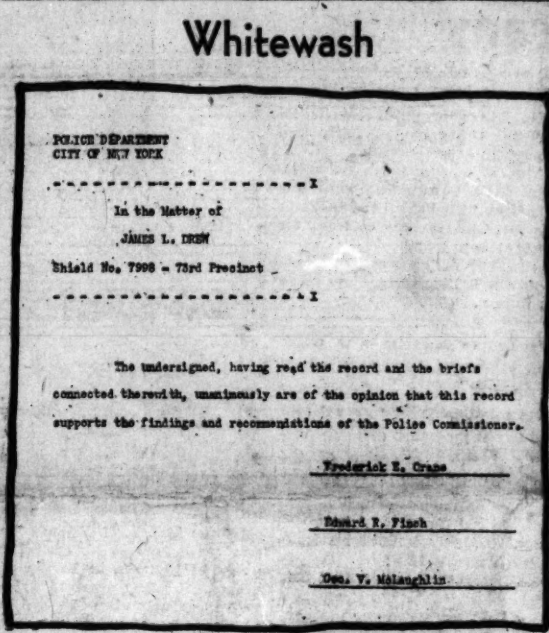 Whitewash
POLICE DEPARTMENT
CITY OF NEW YORK
- - - - - - - - - - - - - - - - - - - X
In the Matter of
JAMES L. DREW
Shield No. 7998 - 73rd Precinct
- - - - - - - - - - - - - - - - - - - X
The undersigned, having read the record and the briefs
connected therewith, unanimously are of the opinion that this record
supports the findings and recommendations of the Police Commissioner.
Frederick E. Crane
Edward R. Finch
Geo. V. McLaughlin